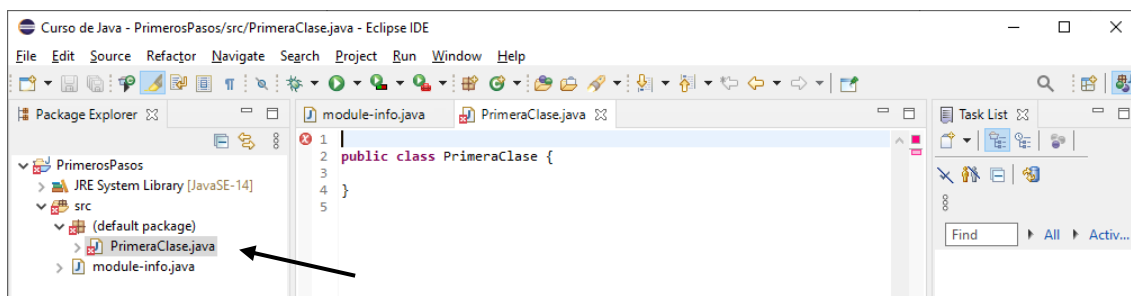 Curso de Java - PrimerosPasos/src/PrimeraClase.java - Eclipse IDE
File Edit Source Refactor Navigate Search Project Run Window Help
Package Explorer
module-info.java
PrimeraClase.java
Task List
PrimerosPasos
JRE System Library [JavaSE-14]
src
(default package)
PrimeraClase.java
module-info.java
1
2 public class PrimeraClase {
3
4 }
5
Find
All
Activ...